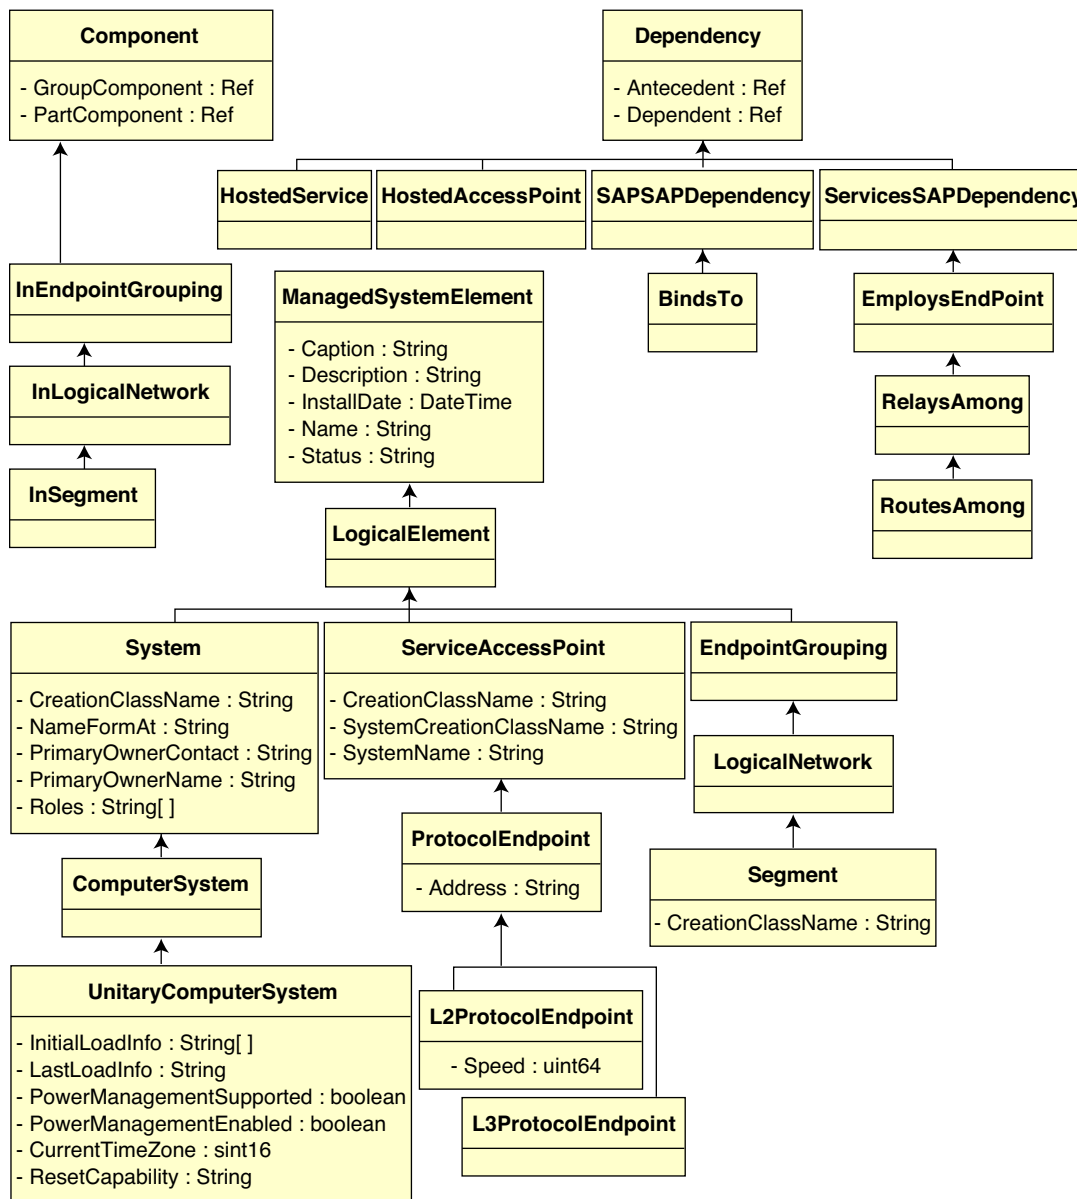 Component
- GroupComponent : Ref
- PartComponent : Ref
Dependency
- Antecedent : Ref
- Dependent : Ref
HostedService
HostedAccessPoint
SAPSAPDependency
ServicesSAPDependency
InEndpointGrouping
ManagedSystemElement
- Caption : String
- Description : String
- InstallDate : DateTime
- Name : String
- Status : String
BindsTo
EmploysEndPoint
InLogicalNetwork
RelaysAmong
InSegment
RoutesAmong
LogicalElement
System
- CreationClassName : String
- NameFormAt : String
- PrimaryOwnerContact : String
- PrimaryOwnerName : String
- Roles : String[ ]
ServiceAccessPoint
- CreationClassName : String
- SystemCreationClassName : String
- SystemName : String
EndpointGrouping
LogicalNetwork
ProtocolEndpoint
- Address : String
ComputerSystem
Segment
- CreationClassName : String
UnitaryComputerSystem
- InitialLoadInfo : String[ ]
- LastLoadInfo : String
- PowerManagementSupported : boolean
- PowerManagementEnabled : boolean
- CurrentTimeZone : sint16
- ResetCapability : String
L2ProtocolEndpoint
- Speed : uint64
L3ProtocolEndpoint